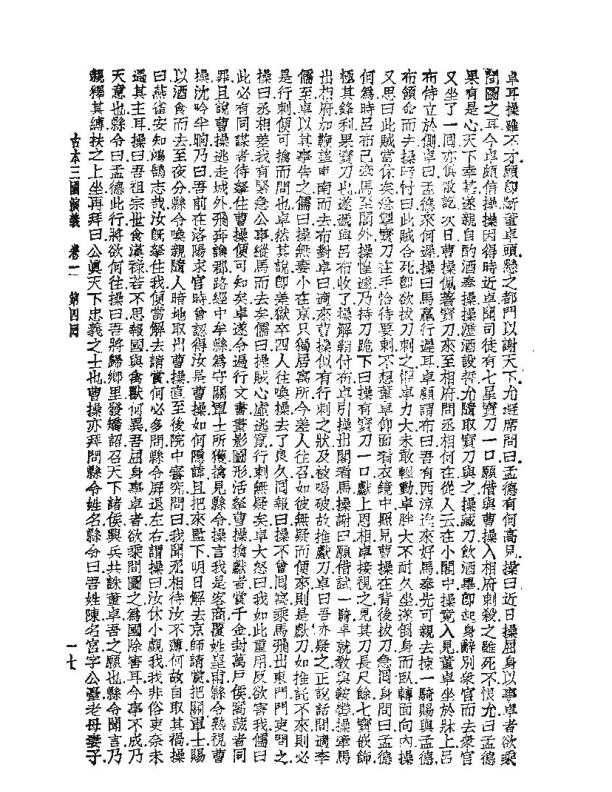 卓耳操雖不才願卽斷董卓頭懸之都門以謝天下允避席問曰孟德有何高見操曰近日操屈身以事卓者欲乘
間圖之耳今卓頗信操操因得時近卓聞司徒有七星寶刀一口願借與曹操入相府刺殺之雖死不恨允曰孟德
果有是心天下幸甚遂親自酌酒奉操操瀝酒設誓允隨取寶刀與之操藏刀飲酒畢卽起身辭別衆官而去衆官
又坐了一回亦俱散訖次日曹操佩著寶刀來至相府問丞相何在從人云在小閣中操竟入見董卓坐於牀上呂
布侍立於側卓曰孟德來何遲操曰馬羸行遲耳卓顧謂布曰吾有西涼進來好馬奉先可親去揀一騎賜與孟德
布領命而去操暗忖曰此賊合死卽欲拔刀刺之懼卓力大未敢輕動卓胖大不耐久坐遂倒身而臥轉面向內操
又思曰此賊當休矣急掣寶刀在手恰待要刺不想董卓仰面看衣鏡中照見曹操在背後拔刀急回身問曰孟德
何爲時呂布已牽馬至閣外操惶遽乃持刀跪下曰操有寶刀一口獻上恩相卓接視之見其刀長尺餘七寶嵌飾
極其鋒利果寶刀也遂遞與呂布收了操解鞘付布卓引操出閣看馬操謝曰願借試一騎卓就敎與鞍轡操牽馬
出相府加鞭望東南而去布對卓曰適來曹操似有行刺之狀及被喝破故推獻刀卓曰吾亦疑之正說話間適李
儒至卓以其事告之儒曰操無妻小在京只獨居寓所今差人往召如彼無疑而便來則是獻刀如推託不來則必
是行刺便可擒而問也卓然其說卽差獄卒四人往喚操去了良久回報曰操不曾回寓乘馬飛出東門門吏問之
操曰丞相差我有緊急公事縱馬而去矣儒曰操賊心虛逃竄行刺無疑矣卓大怒曰我如此重用反欲害我儒曰
此必有同謀者待拏住曹操便可知矣卓遂令遍行文書畫影圖形捉拏曹操擒獻者賞千金封萬戶侯窩藏者同
罪且說曹操逃走城外飛奔譙郡路經中牟縣爲守關軍士所獲擒見縣令操言我是客商覆姓皇甫縣令熟視曹
操沈吟半晌乃曰吾前在洛陽求官時曾認得汝是曹操如何隱諱且把來監下明日解去京師請賞把關軍士賜
以酒食而去至夜分縣令喚親隨人暗地取出曹操直至後院中審究問曰我聞丞相待汝不薄何故自取其禍操
曰燕雀安知鴻鵠志哉汝旣拏住我便當解去請賞何必多問縣令屏退左右謂操曰汝休小覷我我非俗吏奈未
遇其主耳操曰吾祖宗世食漢祿若不思報國與禽獸何異吾屈身事卓者欲乘間圖之爲國除害耳今事不成乃
天意也縣令曰孟德此行將欲何往操曰吾將歸鄉里發矯詔召天下諸侯興兵共誅董卓吾之願也縣令聞言乃
親釋其縛扶之上坐再拜曰公眞天下忠義之士也曹操亦拜問縣令姓名縣令曰吾姓陳名宮字公臺老母妻子
古本三國演義 卷一 第四回 一七